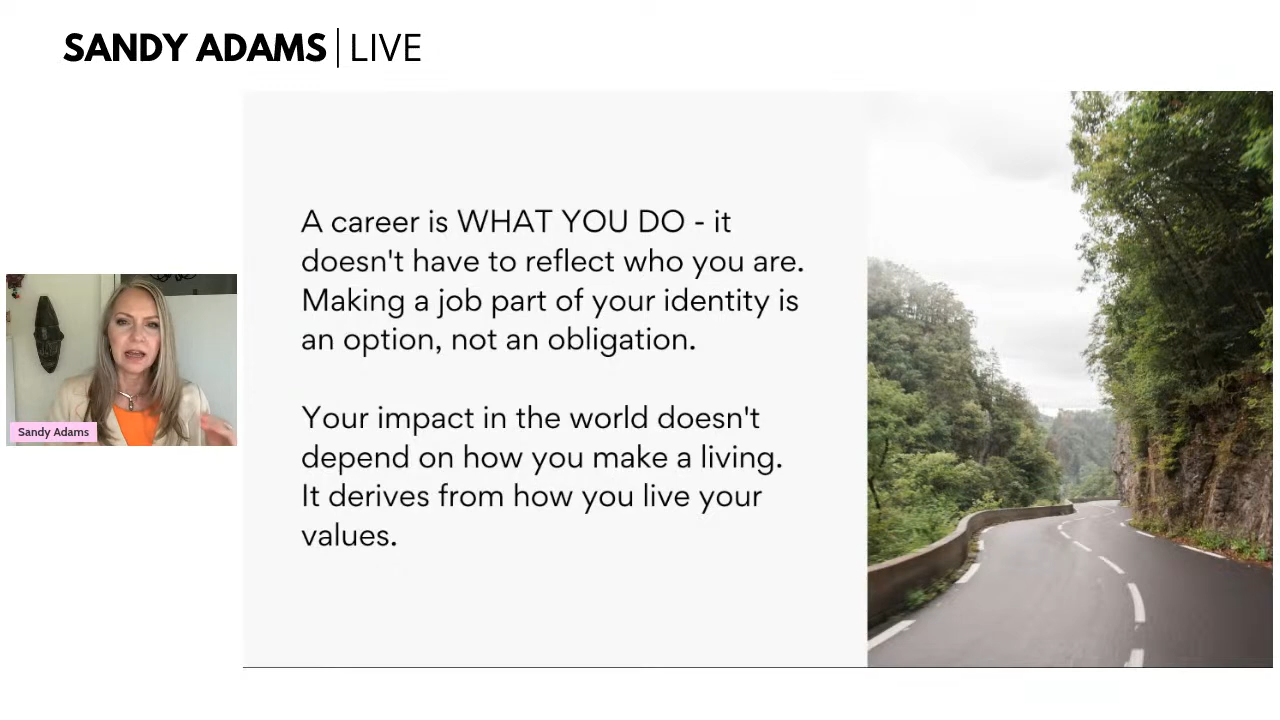 SANDY ADAMS | LIVE
A career is WHAT YOU DO - it
doesn't have to reflect who you are.
Making a job part of your identity is
an option, not an obligation.
Your impact in the world doesn't
depend on how you make a living.
It derives from how you live your
values.
Sandy Adams